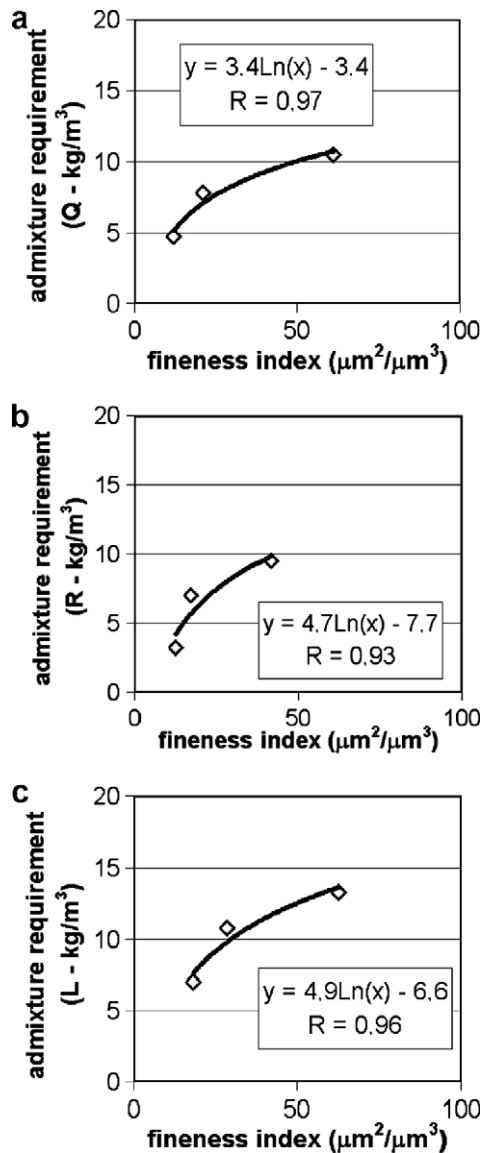 a
20
15
10
5
0
admixture requirement
(Q - kg/m³)
y = 3.4Ln(x) - 3.4
R = 0,97
0 50 100
fineness index (μm²/μm³)
b
20
15
10
5
0
admixture requirement
(R - kg/m³)
y = 4.7Ln(x) - 7.7
R = 0.93
0 50 100
fineness index (μm²/μm³)
c
20
15
10
5
0
admixture requirement
(L - kg/m³)
y = 4.9Ln(x) - 6.6
R = 0.96
0 50 100
fineness index (μm²/μm³)